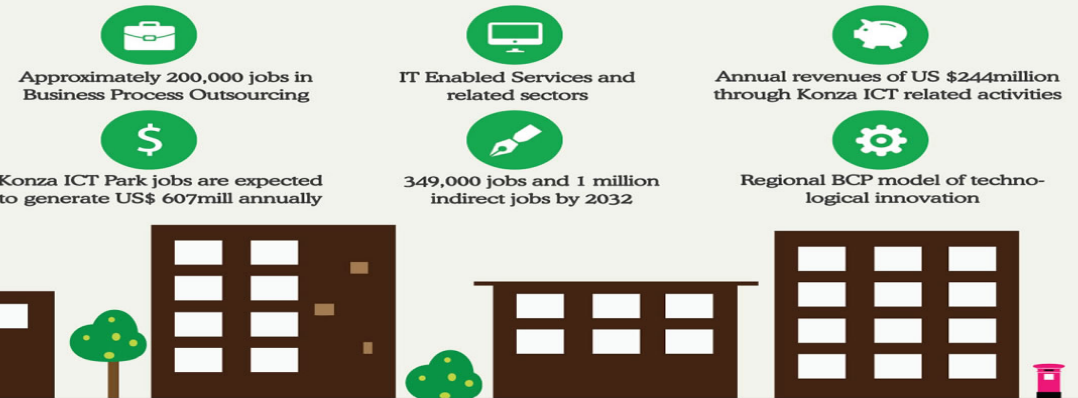 Approximately 200,000 jobs in
Business Process Outsourcing
IT Enabled Services and
related sectors
Annual revenues of US $244million
through Konza ICT related activities
$
Konza ICT Park jobs are expected
to generate US$ 607mill annually
349,000 jobs and 1 million
indirect jobs by 2032
Regional BCP model of techno-
logical innovation